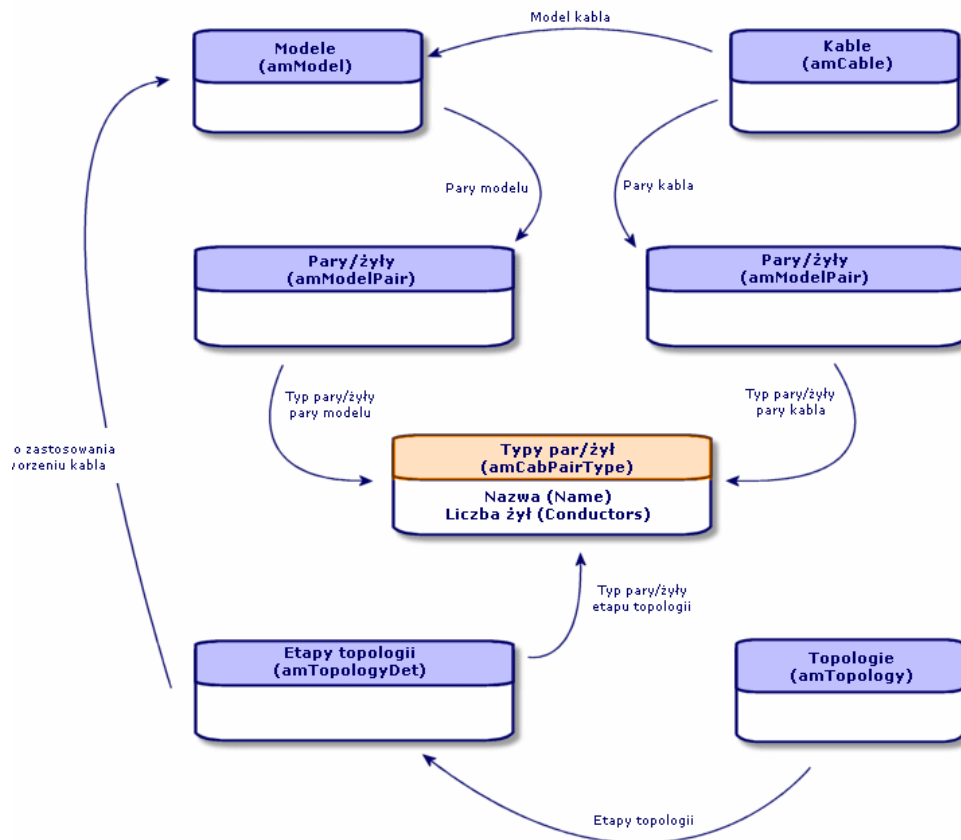 Model kabla
Modele
(amModel)
Kable
(amCable)
Pary modelu
Pary kabla
Pary/żyły
(amModelPair)
Pary/żyły
(amModelPair)
Typ pary/żyły
pary modelu
Typ pary/żyły
pary kabla
o zastosowania
worzeniu kabla
Typy par/żył
(amCabPairType)
Nazwa (Name)
Liczba żył (Conductors)
Typ pary/żyły
etapu topologii
Etapy topologii
(amTopologyDet)
Topologie
(amTopology)
Etapy topologii